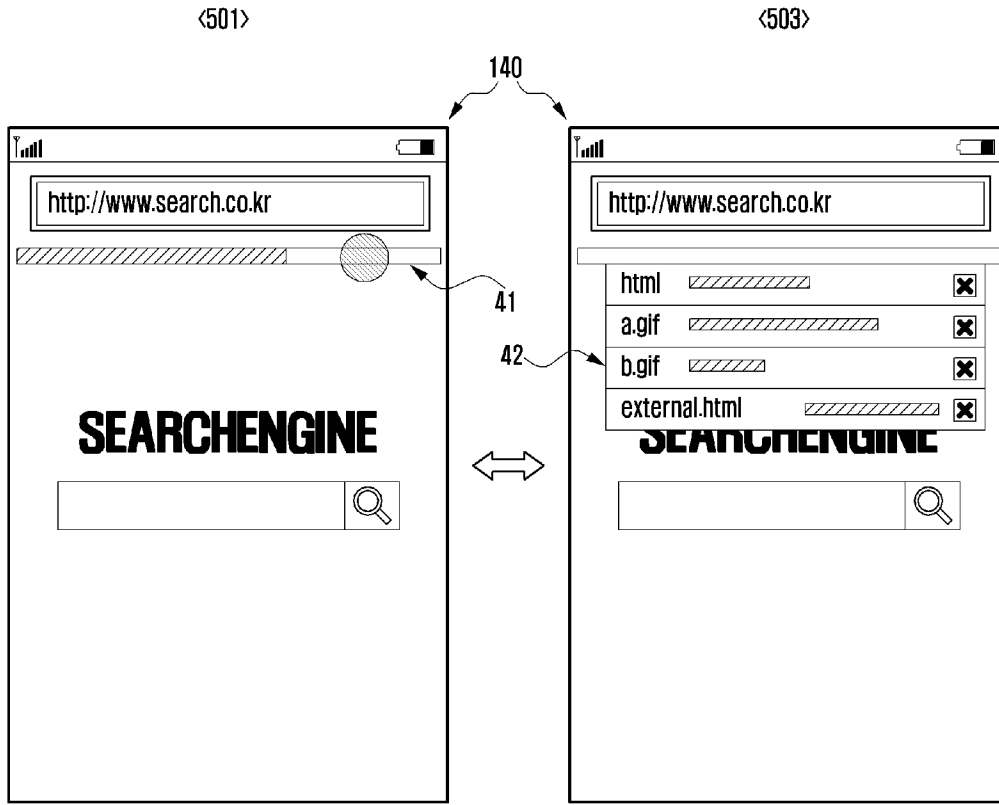 <501>
<503>
140
http://www.search.co.kr
http://www.search.co.kr
41
html
a.gif
42
b.gif
external.html
SEARCHENGINE
SEARCHENGINE